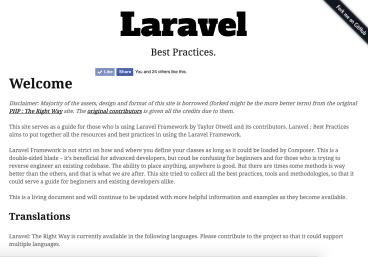 Fork me on GitHub
Laravel
Best Practices.
Like Share You and 26 others like this.
Welcome
Disclaimer: Majority of the assets, design and format of this site is borrowed (forked might be the more better term) from the original
PHP : The Right Way site. The original contributors is given all the credits due to them.
This site serves as a guide for those who is using Laravel Framework by Taylor Otwell and its contributors. Laravel : Best Practices
aims to put together all the resources and best practices in using the Laravel Framework.
Laravel Framework is not strict on how and where you define your classes as long as it could be loaded by Composer. This is a
double-sided blade – it's beneficial for advanced developers, but coud be confusing for beginners and for those who is trying to
reverse engineer an existing codebase. The ability to place anything, anywhere is good. But there are times some methods is way
better than the others, and that is what we are after. This site tried to collect all the best practices, tools and methodologies, so that it
could serve a guide for beginners and existing developers alike.
This is a living document and will continue to be updated with more helpful information and examples as they become available.
Translations
Laravel: The Right Way is currently available in the following languages. Please contribute to the project so that it could support
multiple languages.